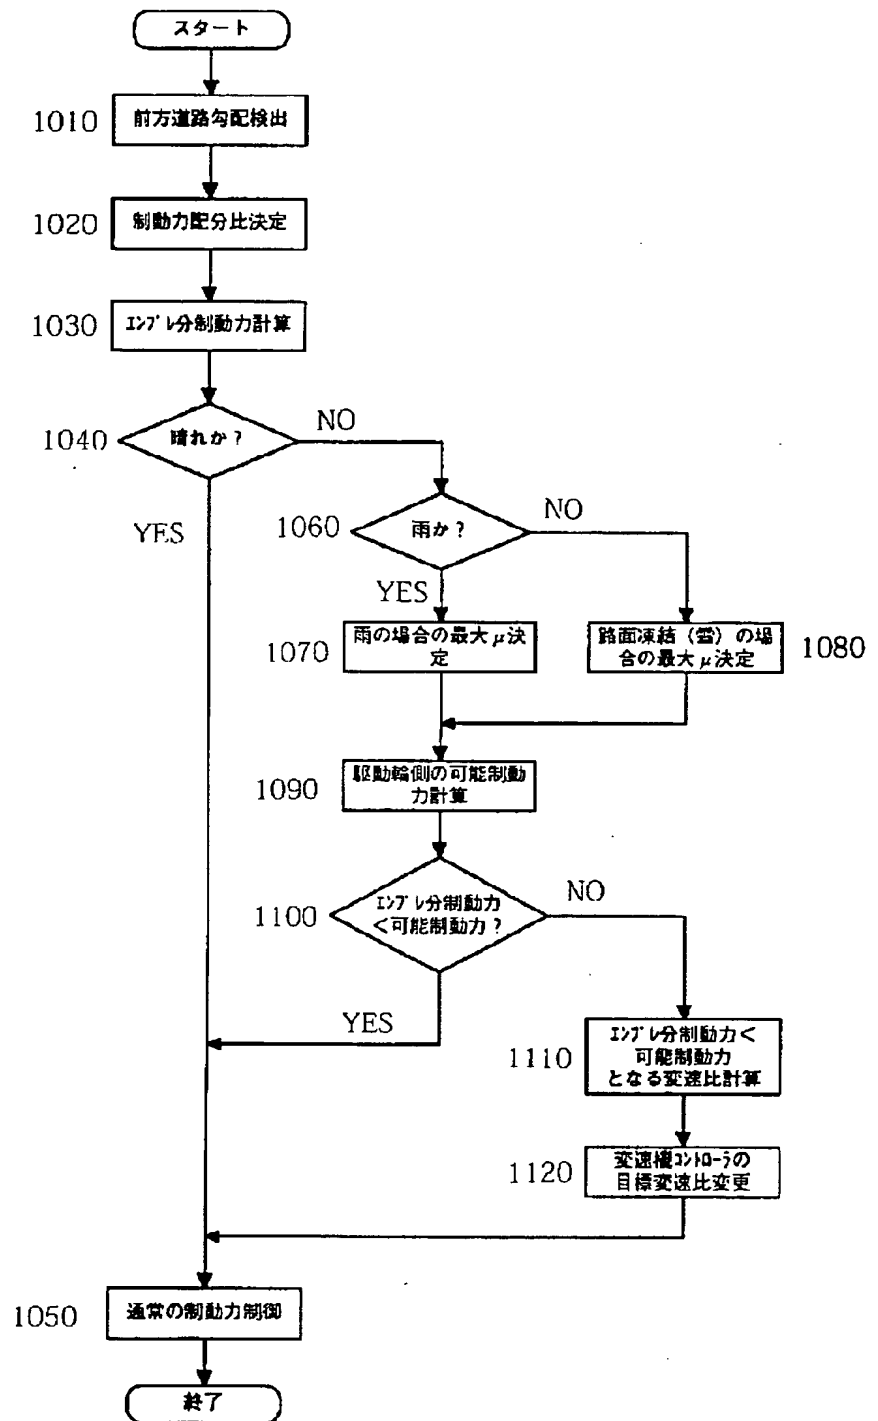 スタート
1010
前方道路勾配検出
1020
制動力配分比決定
1030
ｴﾝﾌﾞﾚ分制動力計算
1040
晴れか？
NO
YES
1060
雨か？
NO
YES
1070
雨の場合の最大μ決
定
路面凍結（雪）の場
合の最大μ決定
1080
1090
駆動輪側の可能制動
力計算
1100
ｴﾝﾌﾞﾚ分制動力
＜可能制動力？
NO
YES
1110
ｴﾝﾌﾞﾚ分制動力＜
可能制動力
となる変速比計算
1120
変速機ｺﾝﾄﾛｰﾗの
目標変速比変更
1050
通常の制動力制御
終了